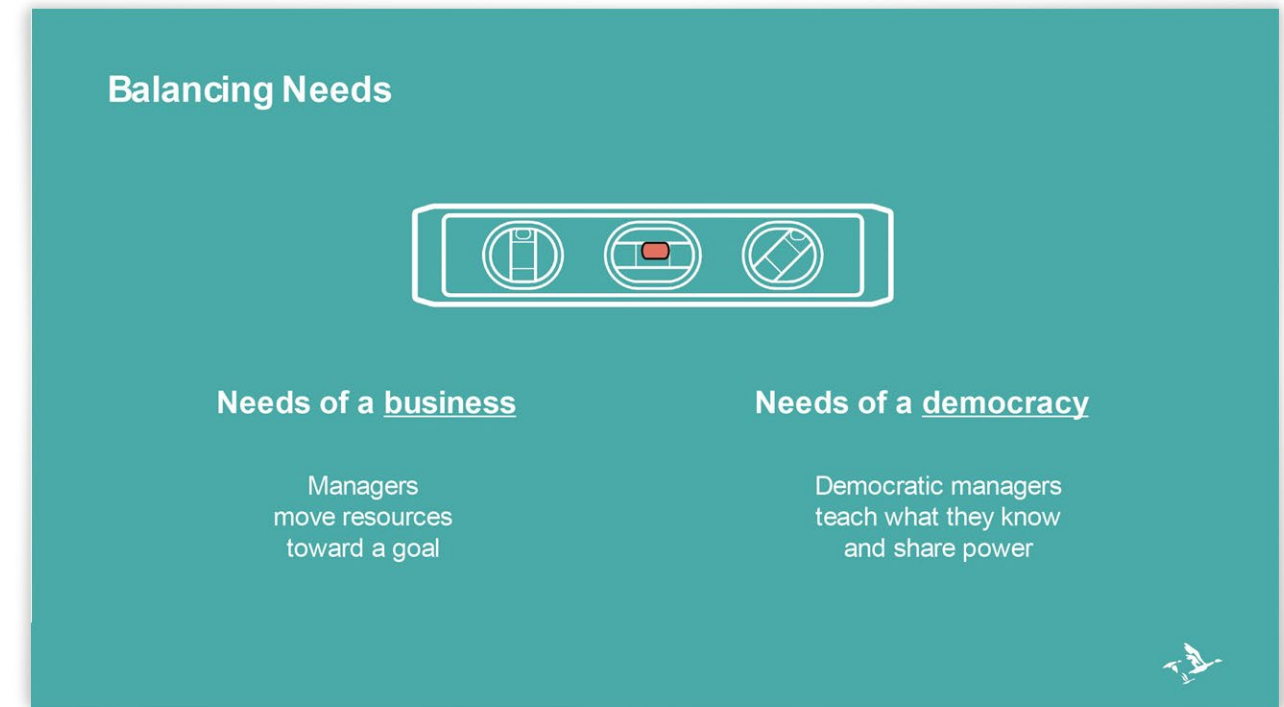 Balancing Needs
Needs of a business
Managers
move resources
toward a goal
Needs of a democracy
Democratic managers
teach what they know
and share power